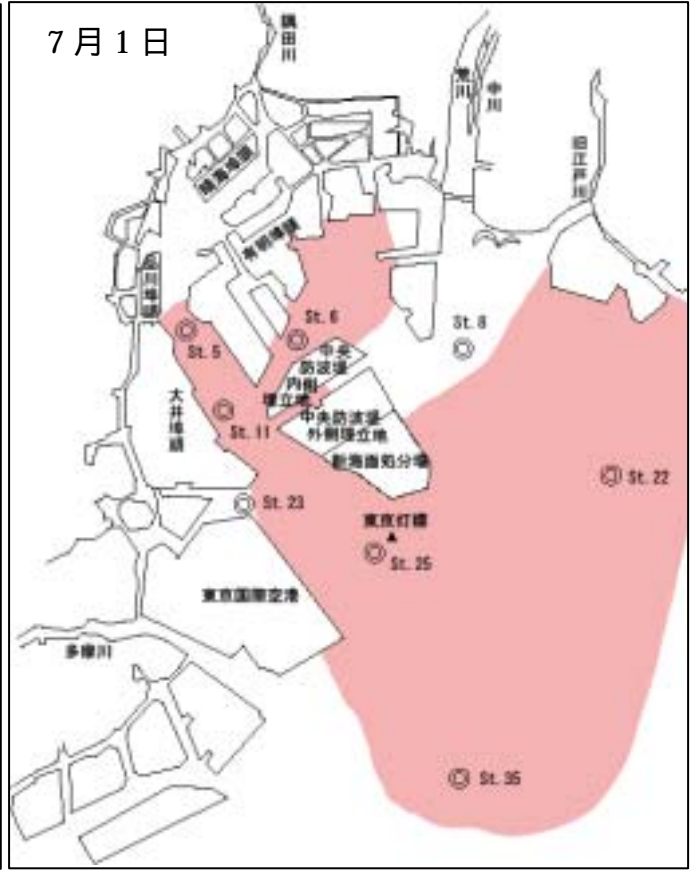 7月1日
隅田川
荒川
中川
旧江戸川
晴海埠頭
有明埠頭
品川埠頭
St. 6
St. 8
St. 5
中央
防波堤
内側
埋立地
大井埠頭
St. 11
中央防波堤
外側埋立地
新海面処分場
St. 22
St. 23
東京灯標
St. 25
東京国際空港
多摩川
St. 35